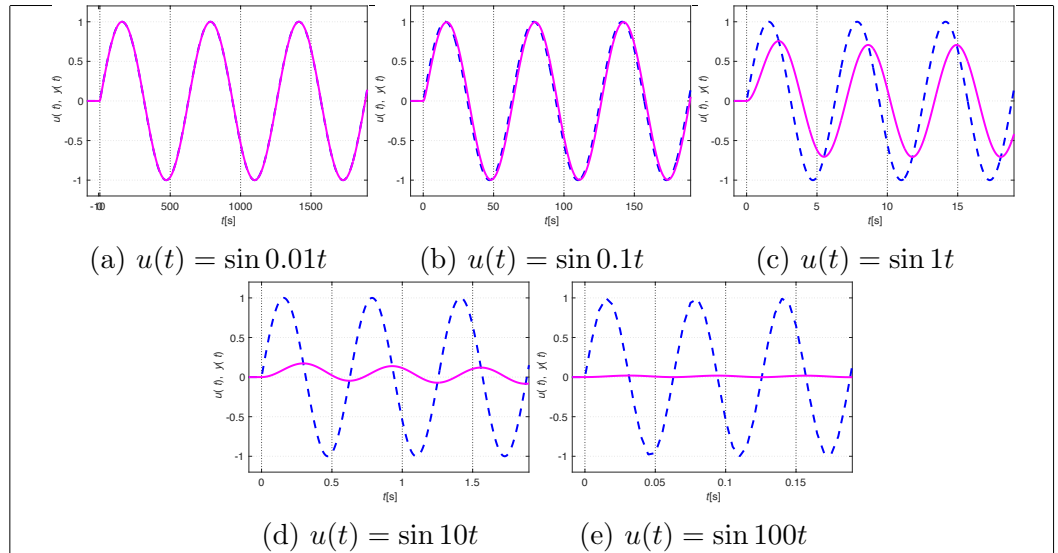 1
0.5
0
-0.5
-1
u( t), y( t)
-100 500 1000 1500
t[s]
1
0.5
0
-0.5
-1
u( t), y( t)
0 50 100 150
t[s]
1
0.5
0
-0.5
-1
u( t), y( t)
0 5 10 15
t[s]
(a) u(t) = sin 0.01t (b) u(t) = sin 0.1t (c) u(t) = sin 1t
1
0.5
0
-0.5
-1
u( t), y( t)
0 0.5 1 1.5
t[s]
1
0.5
0
-0.5
-1
u( t), y( t)
0 0.05 0.1 0.15
t[s]
(d) u(t) = sin 10t (e) u(t) = sin 100t